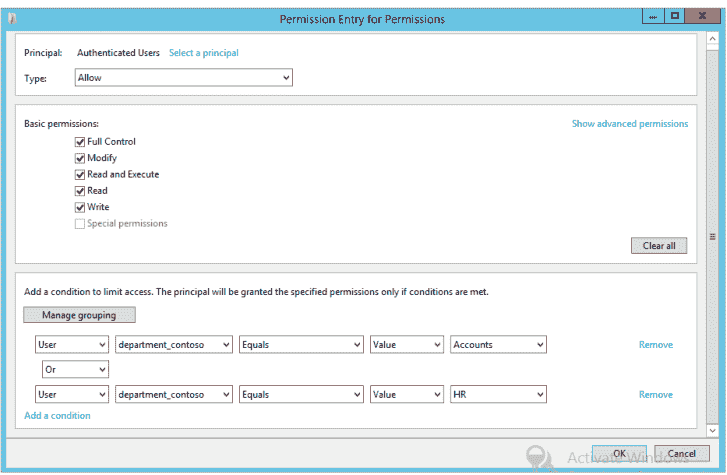 Permission Entry for Permissions
Principal: Authenticated Users Select a principal
Type: Allow
Basic permissions: Show advanced permissions
Full Control
Modify
Read and Execute
Read
Write
Special permissions
Clear all
Add a condition to limit access. The principal will be granted the specified permissions only if conditions are met.
Manage grouping
User department_contoso Equals Value Accounts Remove
Or
User department_contoso Equals Value HR Remove
Add a condition
Activate Windows
OK Cancel